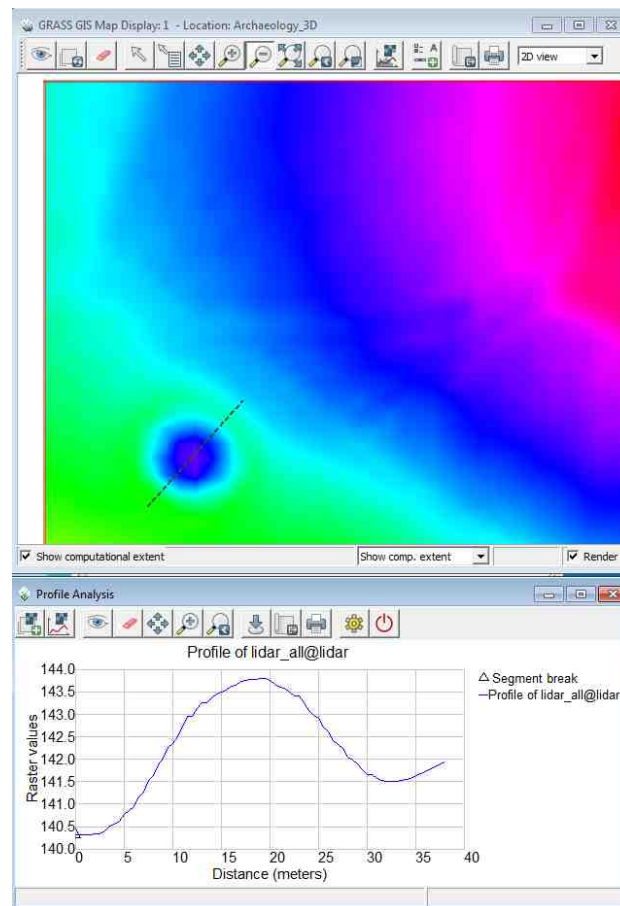 GRASS GIS Map Display: 1 - Location: Archaeology_3D
2D view
Show computational extent
Show comp. extent
Render
Profile Analysis
Profile of lidar_all@lidar
144.0
143.5
143.0
142.5
142.0
141.5
141.0
140.5
140.0
Raster values
0 5 10 15 20 25 30 35 40
Distance (meters)
Segment break
Profile of lidar_all@lidar